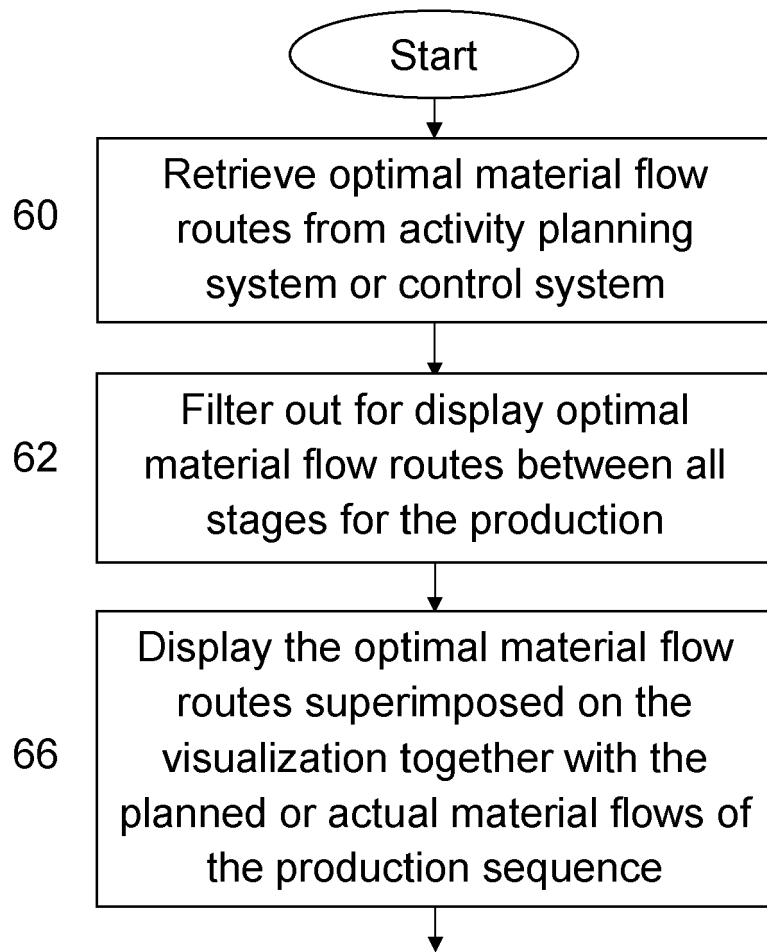 Start
60
Retrieve optimal material flow
routes from activity planning
system or control system
62
Filter out for display optimal
material flow routes between all
stages for the production
66
Display the optimal material flow
routes superimposed on the
visualization together with the
planned or actual material flows of
the production sequence